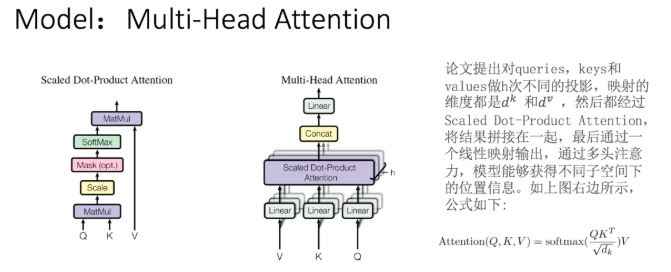 Model：Multi-Head Attention
Scaled Dot-Product Attention
MatMul
SoftMax
Mask (opt.)
Scale
MatMul
Q K V
Multi-Head Attention
Linear
Concat
Scaled Dot-Product
Attention
h
Linear Linear Linear
V K Q
论文提出对queries，keys和
values做h次不同的投影，映射的
维度都是d^k 和d^v ，然后都经过
Scaled Dot-Product Attention，
将结果拼接在一起，最后通过一
个线性映射输出，通过多头注意
力，模型能够获得不同子空间下
的位置信息。如上图右边所示，
公式如下:
Attention(Q, K, V) = softmax(QK^T/√d_k)V